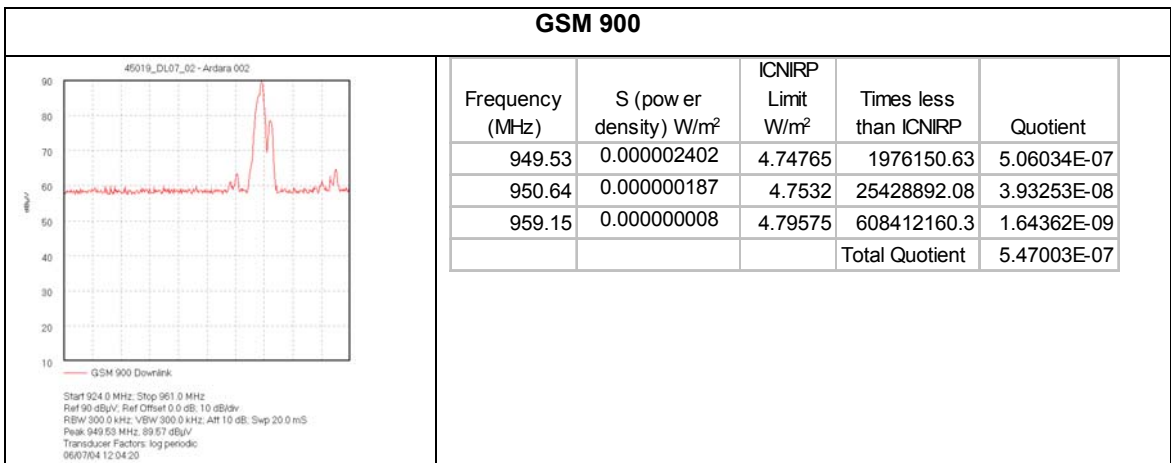 GSM 900
45019_DL07_02 - Ardara 002
90
80
70
60
50
40
30
20
10
dBµV
GSM 900 Downlink
Start 924.0 MHz; Stop 961.0 MHz
Ref 90 dBµV; Ref Offset 0.0 dB; 10 dB/div
RBW 300.0 kHz; VBW 300.0 kHz; Att 10 dB; Swp 20.0 mS
Peak 949.53 MHz, 89.57 dBµV
Transducer Factors: log periodic
06/07/04 12:04:20
Frequency (MHz) S (power density) W/m² ICNIRP Limit W/m² Times less than ICNIRP Quotient
949.53 0.000002402 4.74765 1976150.63 5.06034E-07
950.64 0.000000187 4.7532 25428892.08 3.93253E-08
959.15 0.000000008 4.79575 608412160.3 1.64362E-09
Total Quotient 5.47003E-07